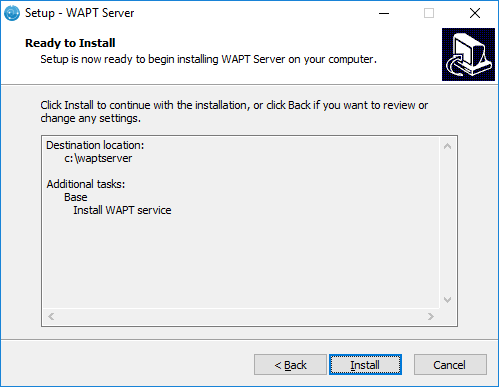 Setup - WAPT Server
Ready to Install
Setup is now ready to begin installing WAPT Server on your computer.
Click Install to continue with the installation, or click Back if you want to review or
change any settings.
Destination location:
c:\waptserver
Additional tasks:
Base
Install WAPT service
< Back
Install
Cancel